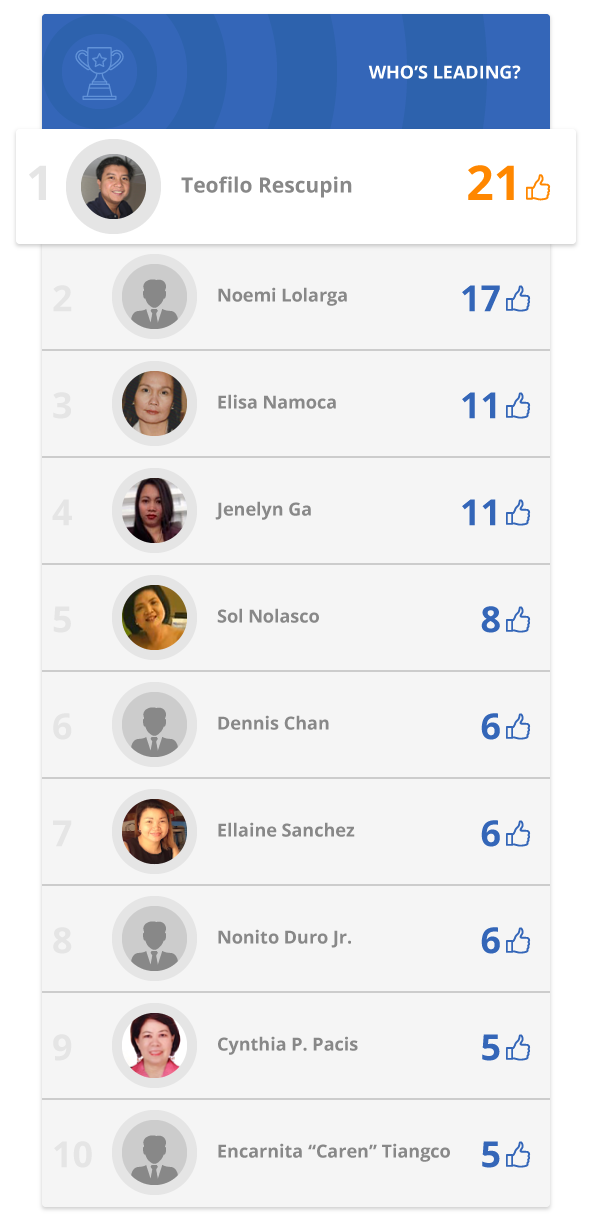 WHO’S LEADING?
1 Teofilo Rescupin 21
2 Noemi Lolarga 17
3 Elisa Namoca 11
4 Jenelyn Ga 11
5 Sol Nolasco 8
6 Dennis Chan 6
7 Ellaine Sanchez 6
8 Nonito Duro Jr. 6
9 Cynthia P. Pacis 5
10 Encarnita “Caren” Tiangco 5